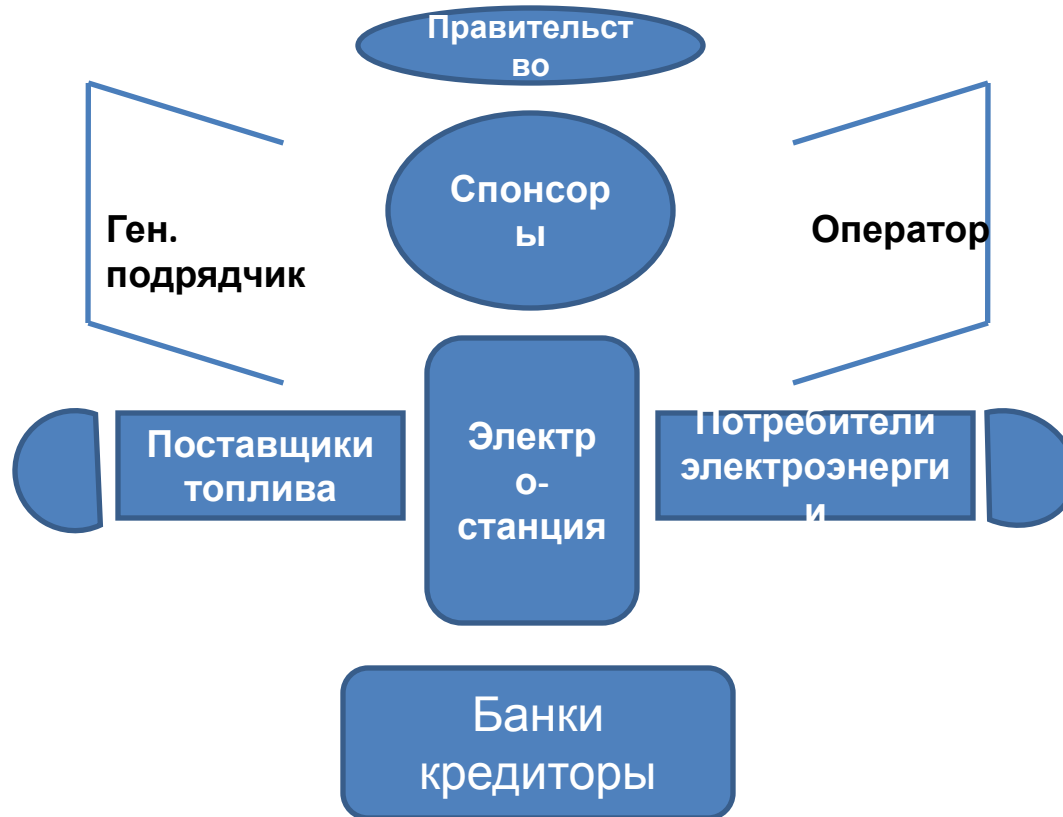 Правительст
во
Спонсор
ы
Ген.
подрядчик
Оператор
Поставщики
топлива
Электр
о-
станция
Потребители
электроэнерги
и
Банки
кредиторы